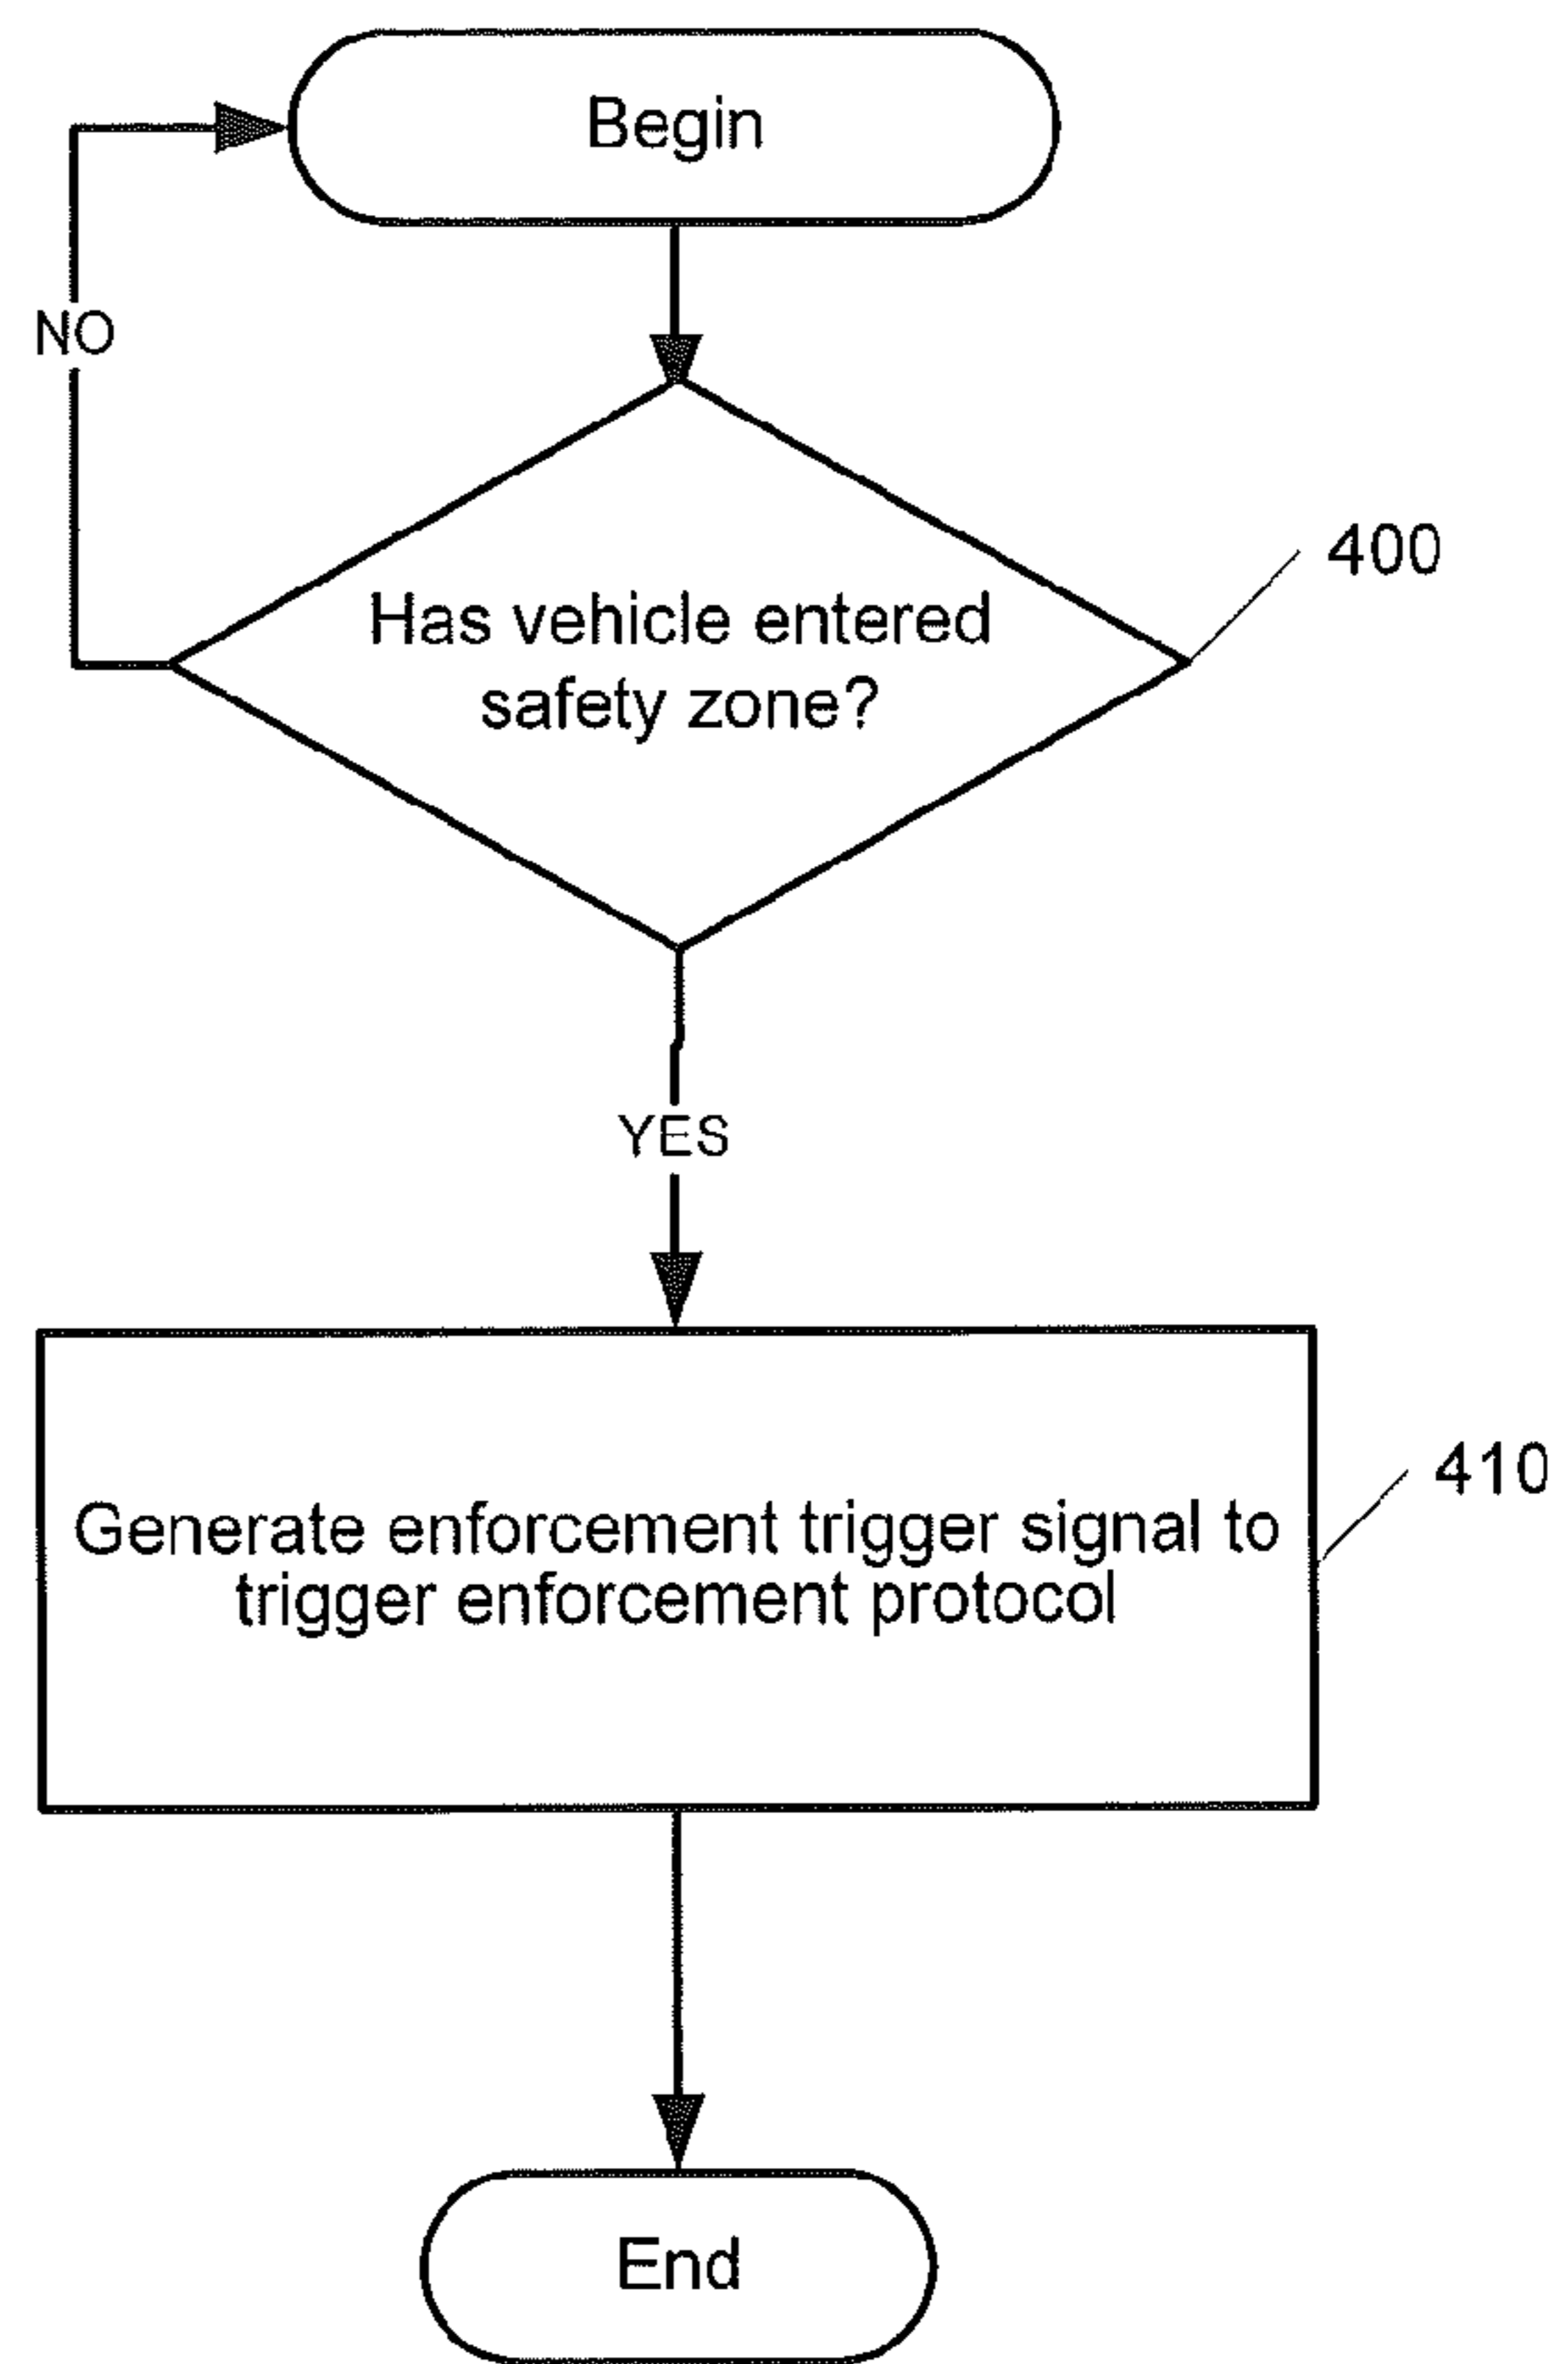 Begin
NO
400
Has vehicle entered
safety zone?
YES
410
Generate enforcement trigger signal to
trigger enforcement protocol
End